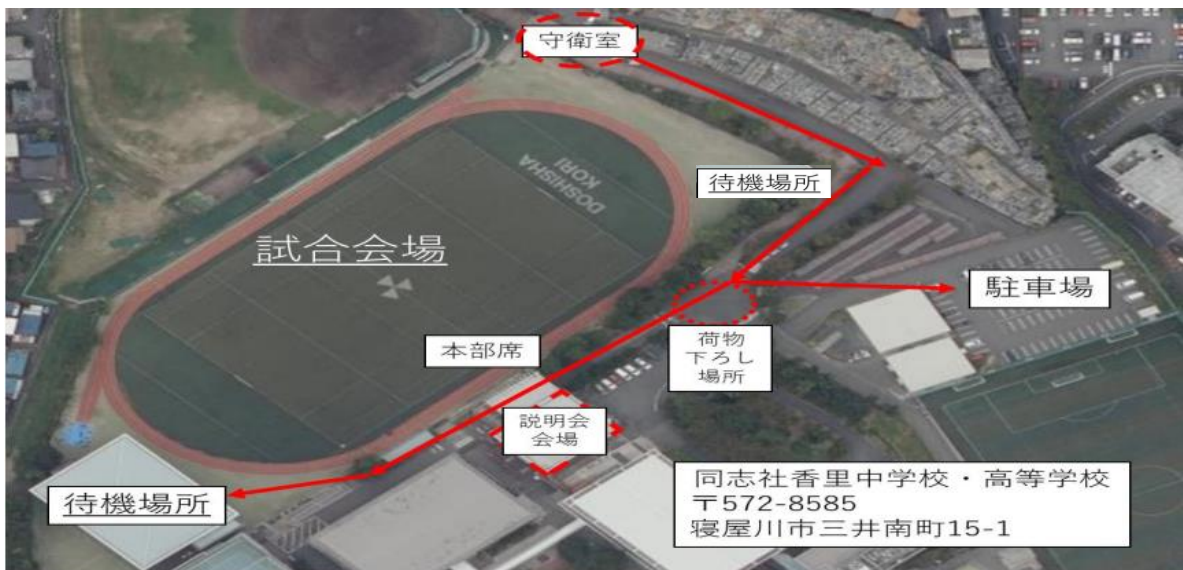 守衛室
DOSHISHA
KORI
待機場所
試合会場
駐車場
本部席
荷物
下ろし
場所
説明会
会場
待機場所
同志社香里中学校・高等学校
〒572-8585
寝屋川市三井南町15-1